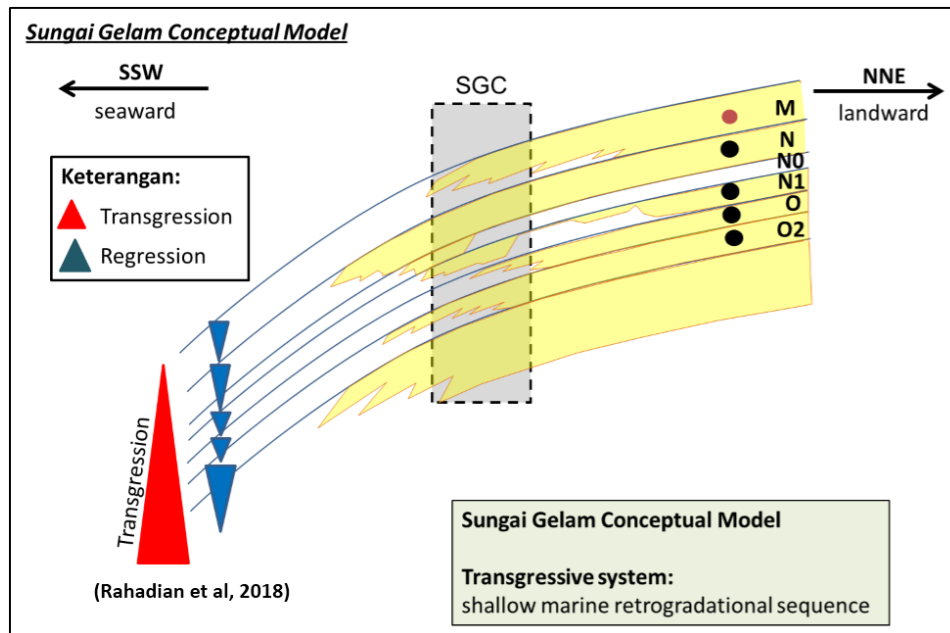 Sungai Gelam Conceptual Model
SSW
seaward
SGC
NNE
landward
M
N
N0
N1
O
O2
Keterangan:
Transgression
Regression
Transgression
(Rahadian et al, 2018)
Sungai Gelam Conceptual Model
Transgressive system:
shallow marine retrogradational sequence